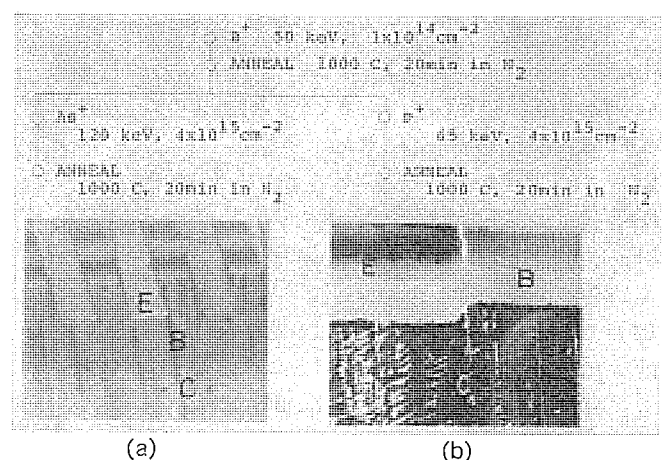 B⁺ 50 keV, 1x10¹⁴cm⁻²
ANNEAL 1000 C, 20min in N₂
As⁺
120 keV, 4x10¹⁵cm⁻²
ANNEAL
1000 C, 20min in N₂
E
B
C
(a)
P⁺
65 keV, 4x10¹⁵cm⁻²
ANNEAL
1000 C, 20min in N₂
B
C
(b)